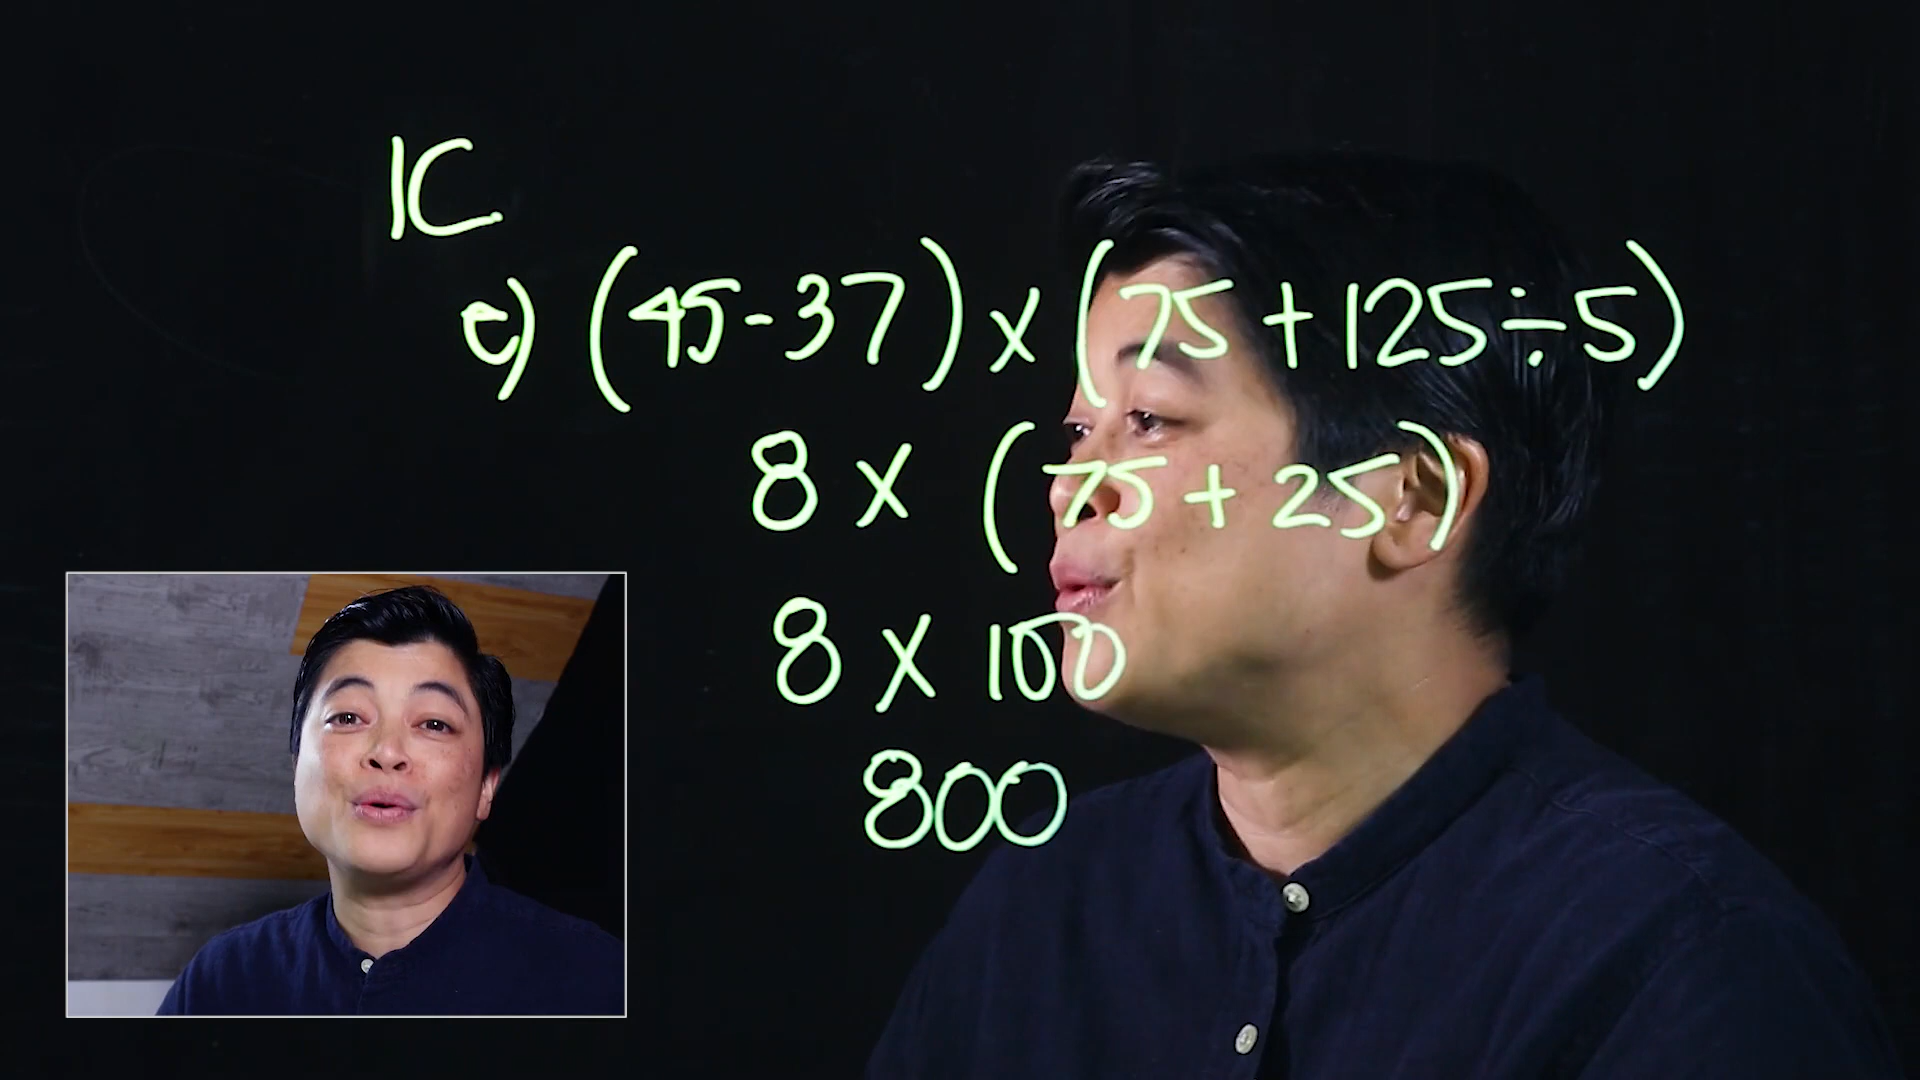 1C
e) (45-37) x (75 + 125 ÷ 5)
8 x (75 + 25)
8 x 100
800